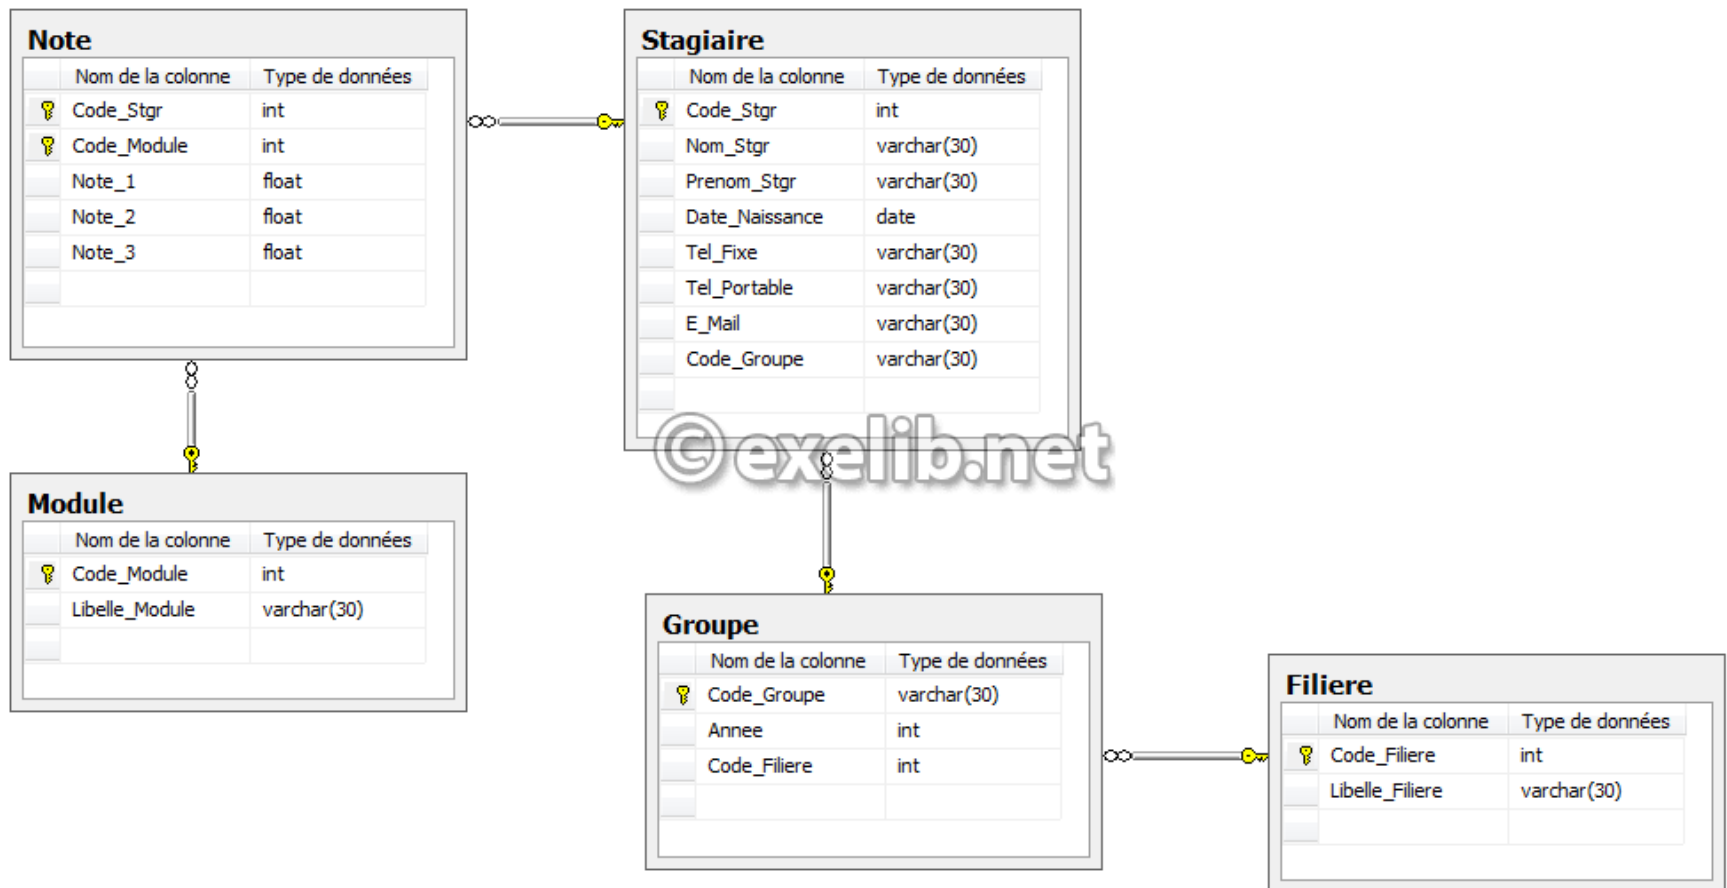 Note
Nom de la colonne Type de données
Code_Stgr int
Code_Module int
Note_1 float
Note_2 float
Note_3 float
Stagiaire
Nom de la colonne Type de données
Code_Stgr int
Nom_Stgr varchar(30)
Prenom_Stgr varchar(30)
Date_Naissance date
Tel_Fixe varchar(30)
Tel_Portable varchar(30)
E_Mail varchar(30)
Code_Groupe varchar(30)
© exelib.net
Module
Nom de la colonne Type de données
Code_Module int
Libelle_Module varchar(30)
Groupe
Nom de la colonne Type de données
Code_Groupe varchar(30)
Annee int
Code_Filiere int
Filiere
Nom de la colonne Type de données
Code_Filiere int
Libelle_Filiere varchar(30)